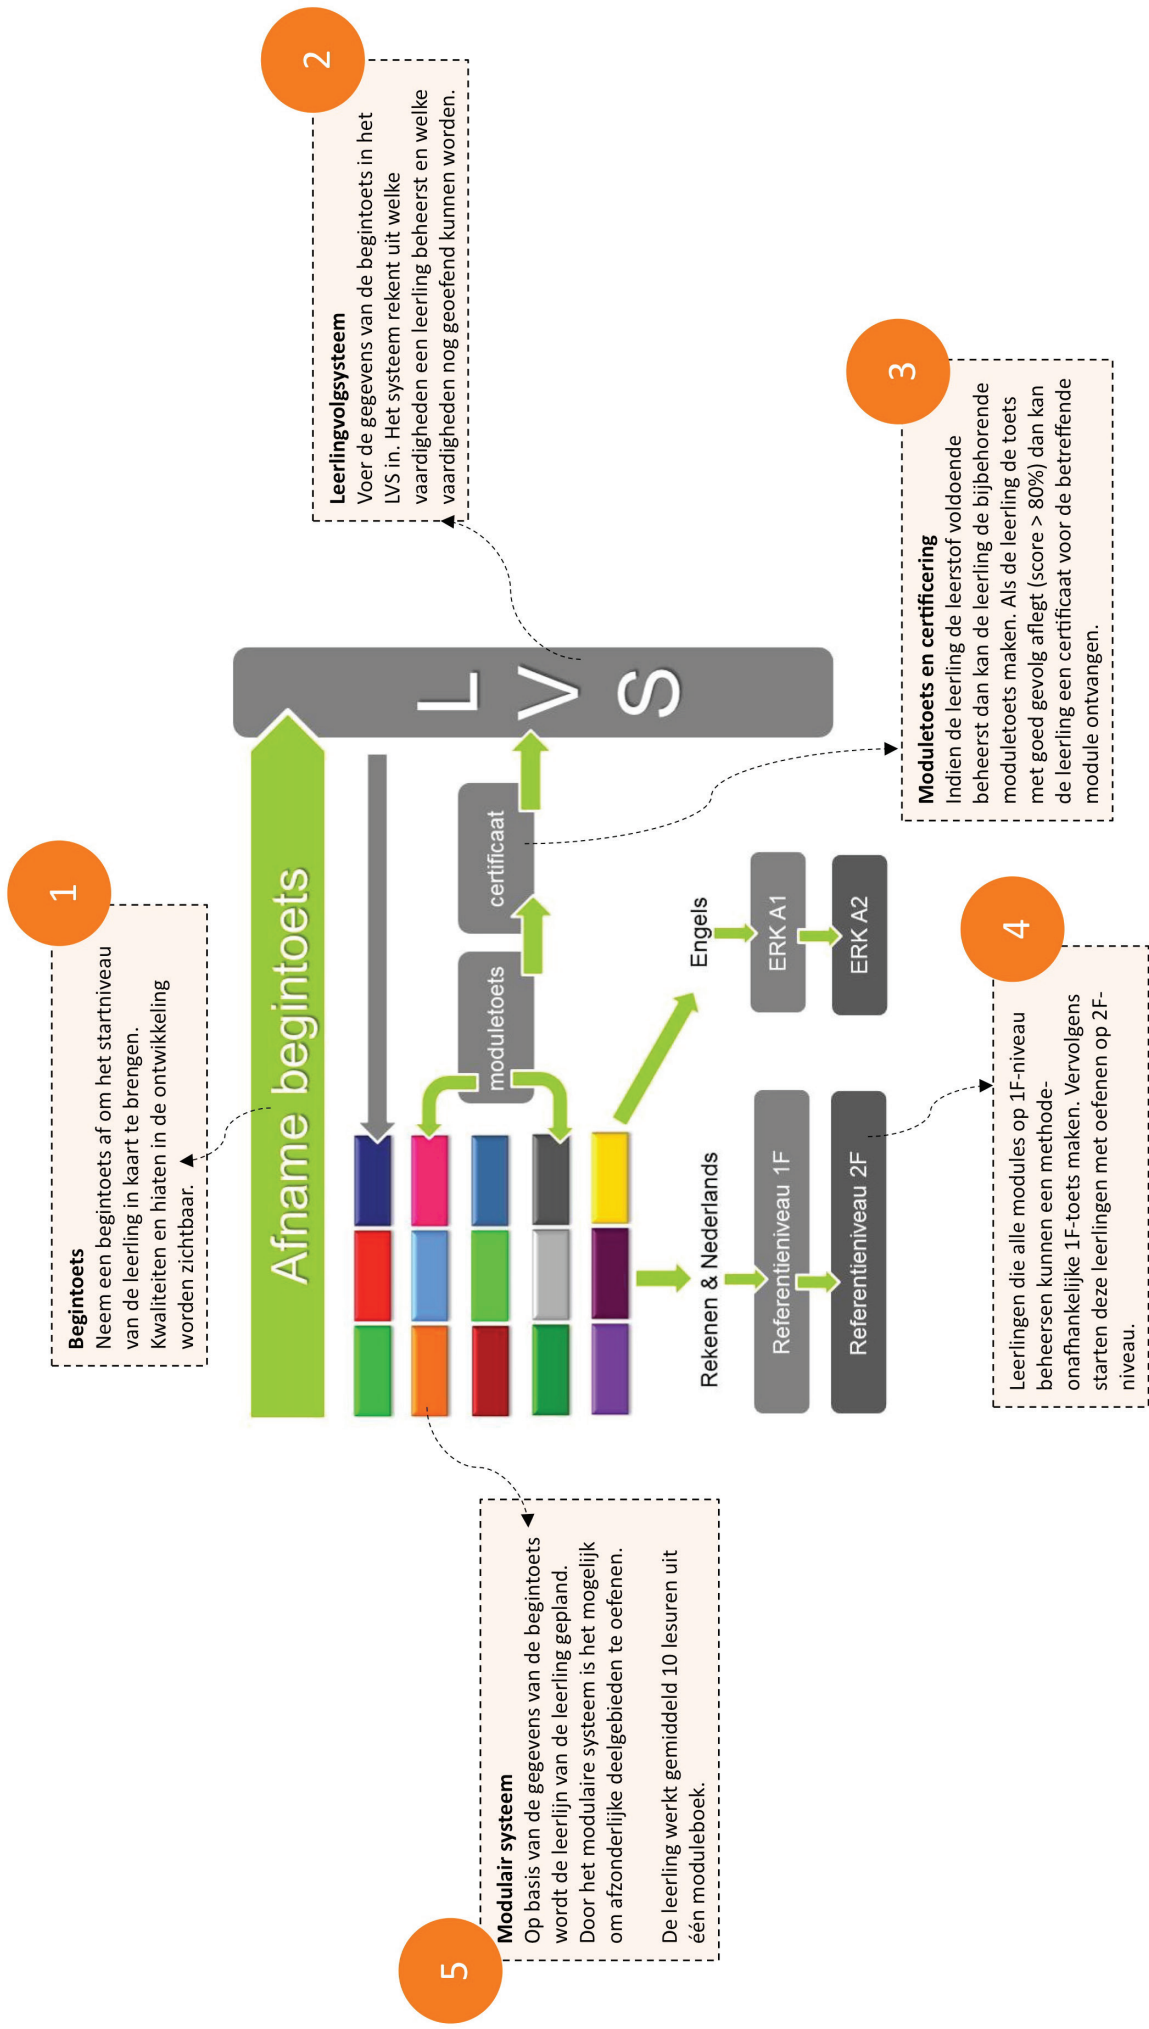 1
Begintoets
Neem een begintoets af om het startniveau
van de leerling in kaart te brengen.
Kwaliteiten en hiaten in de ontwikkeling
worden zichtbaar.
2
Leerlingvolgsysteem
Voer de gegevens van de begintoets in het
LVS in. Het systeem rekent uit welke
vaardigheden een leerling beheerst en welke
vaardigheden nog geoefend kunnen worden.
Afname begintoets
L
V
S
moduletoets
certificaat
Rekenen & Nederlands
Referentieniveau 1F
Referentieniveau 2F
Engels
ERK A1
ERK A2
3
Moduletoets en certificering
Indien de leerling de leerstof voldoende
beheerst dan kan de leerling de bijbehorende
moduletoets maken. Als de leerling de toets
met goed gevolg aflegt (score > 80%) dan kan
de leerling een certificaat voor de betreffende
module ontvangen.
4
Leerlingen die alle modules op 1F-niveau
beheersen kunnen een methode-
onafhankelijke 1F-toets maken. Vervolgens
starten deze leerlingen met oefenen op 2F-
niveau.
5
Modulair systeem
Op basis van de gegevens van de begintoets
wordt de leerlijn van de leerling gepland.
Door het modulaire systeem is het mogelijk
om afzonderlijke deelgebieden te oefenen.
De leerling werkt gemiddeld 10 lesuren uit
één moduleboek.